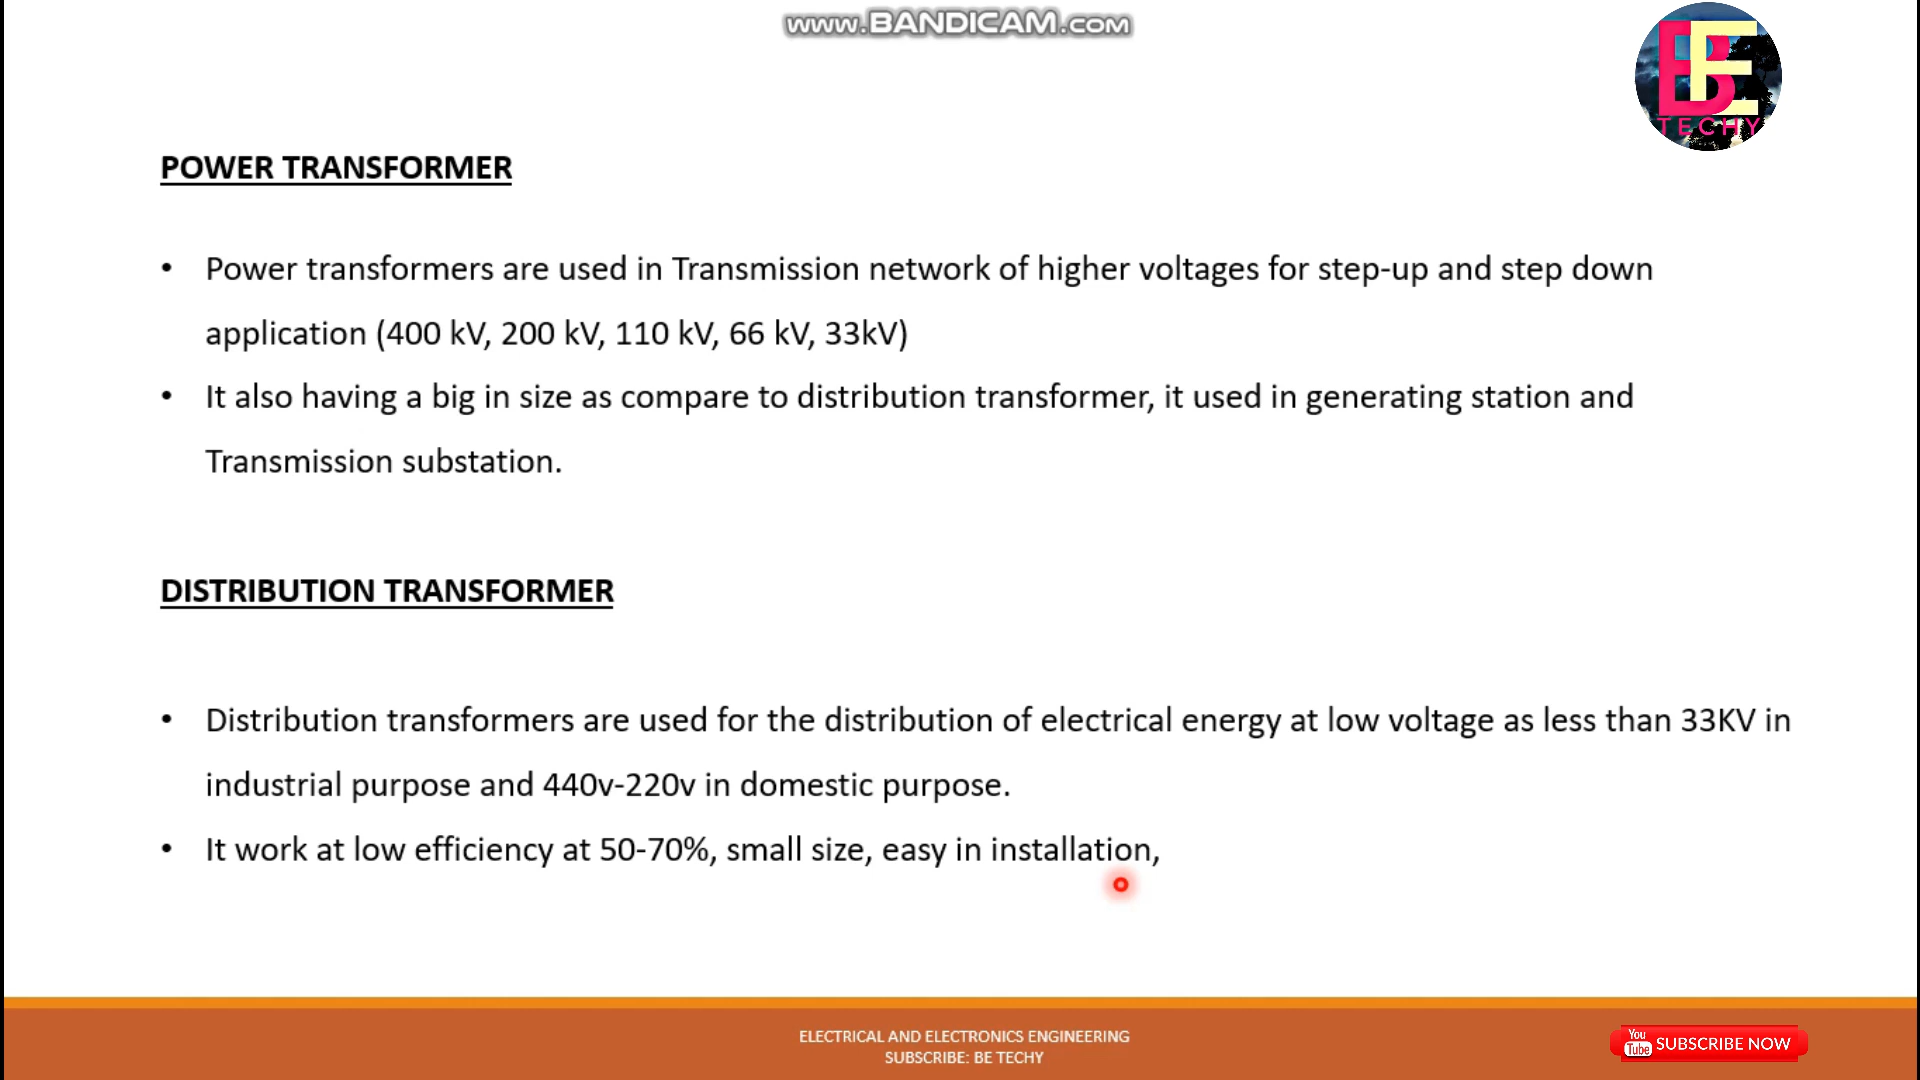 www.BANDICAM.com
BE
TECHY
POWER TRANSFORMER
• Power transformers are used in Transmission network of higher voltages for step-up and step down
application (400 kV, 200 kV, 110 kV, 66 kV, 33kV)
• It also having a big in size as compare to distribution transformer, it used in generating station and
Transmission substation.
DISTRIBUTION TRANSFORMER
• Distribution transformers are used for the distribution of electrical energy at low voltage as less than 33KV in
industrial purpose and 440v-220v in domestic purpose.
• It work at low efficiency at 50-70%, small size, easy in installation,
ELECTRICAL AND ELECTRONICS ENGINEERING
SUBSCRIBE: BE TECHY
You Tube SUBSCRIBE NOW